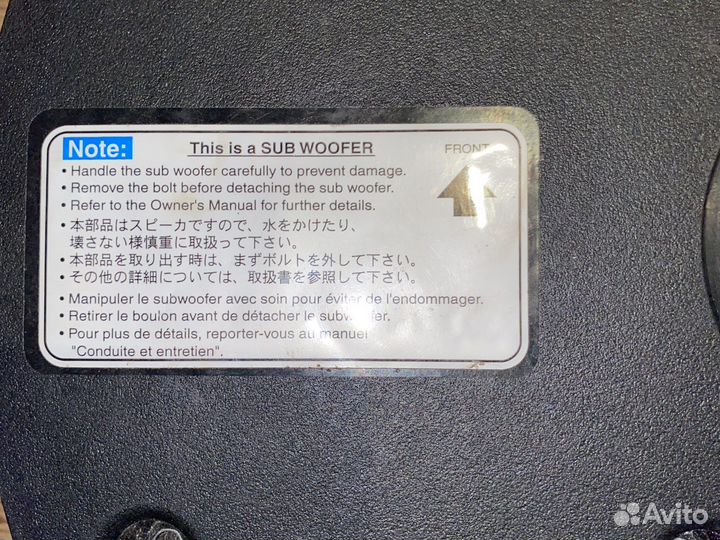 Note:
This is a SUB WOOFER
FRONT
• Handle the sub woofer carefully to prevent damage.
• Remove the bolt before detaching the sub woofer.
• Refer to the Owner's Manual for further details.
• 本部品はスピーカですので、水をかけたり、
壊さない様慎重に取扱って下さい。
• 本部品を取り出す時は、まずボルトを外して下さい。
• その他の詳細については、取扱書を参照して下さい。
• Manipuler le subwoofer avec soin pour éviter de l'endommager.
• Retirer le boulon avant de détacher le subwoofer.
• Pour plus de détails, reporter-vous au manuel
"Conduite et entretien".
Avito